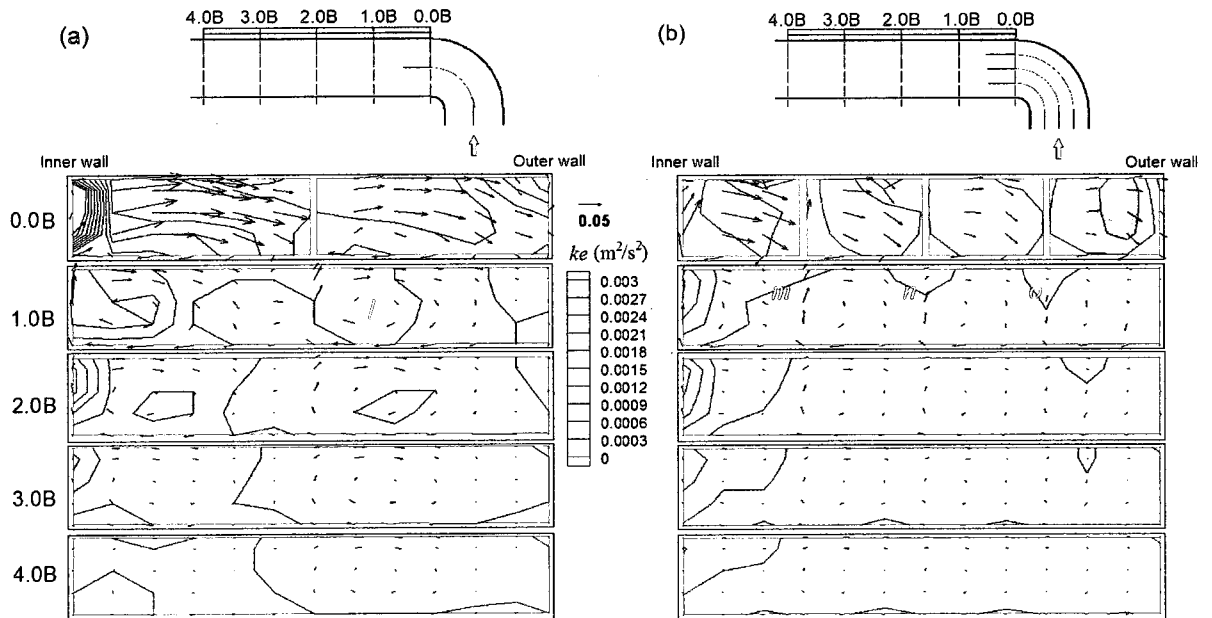 (a)
4.0B 3.0B 2.0B 1.0B 0.0B
(b)
4.0B 3.0B 2.0B 1.0B 0.0B
Inner wall
Outer wall
Inner wall
Outer wall
0.0B
1.0B
2.0B
3.0B
4.0B
0.05
ke (m²/s²)
0.003
0.0027
0.0024
0.0021
0.0018
0.0015
0.0012
0.0009
0.0006
0.0003
0